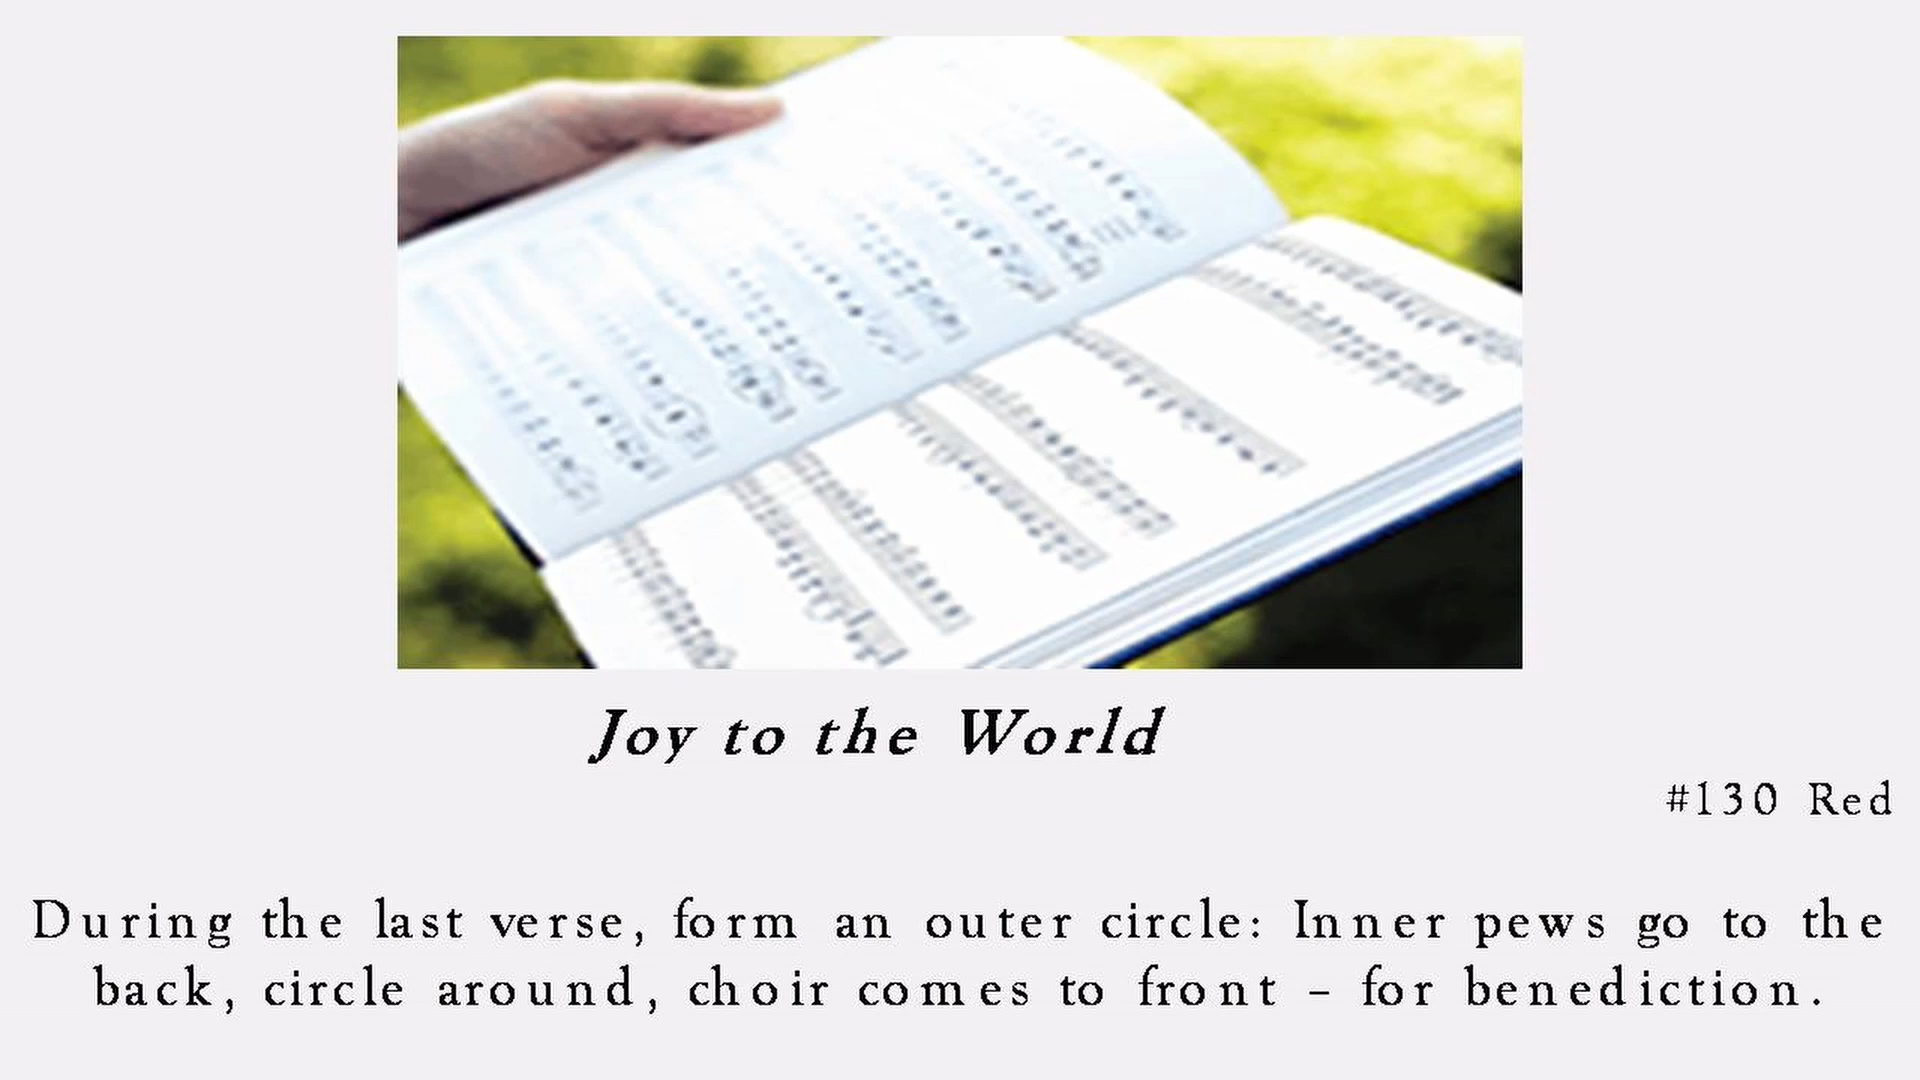 Joy to the World
#130 Red
During the last verse, form an outer circle: Inner pews go to the
back, circle around, choir comes to front – for benediction.